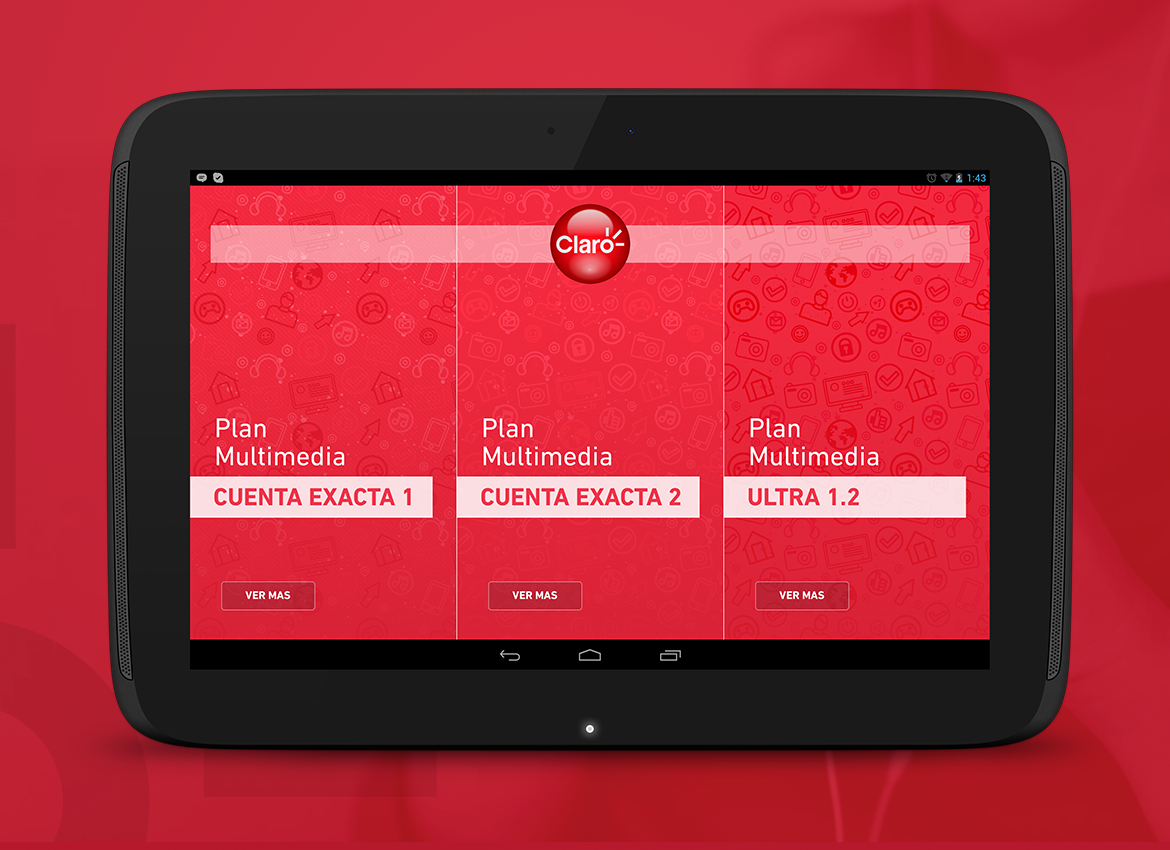 1:43
Claro
Plan
Multimedia
CUENTA EXACTA 1
VER MAS
Plan
Multimedia
CUENTA EXACTA 2
VER MAS
Plan
Multimedia
ULTRA 1.2
VER MAS